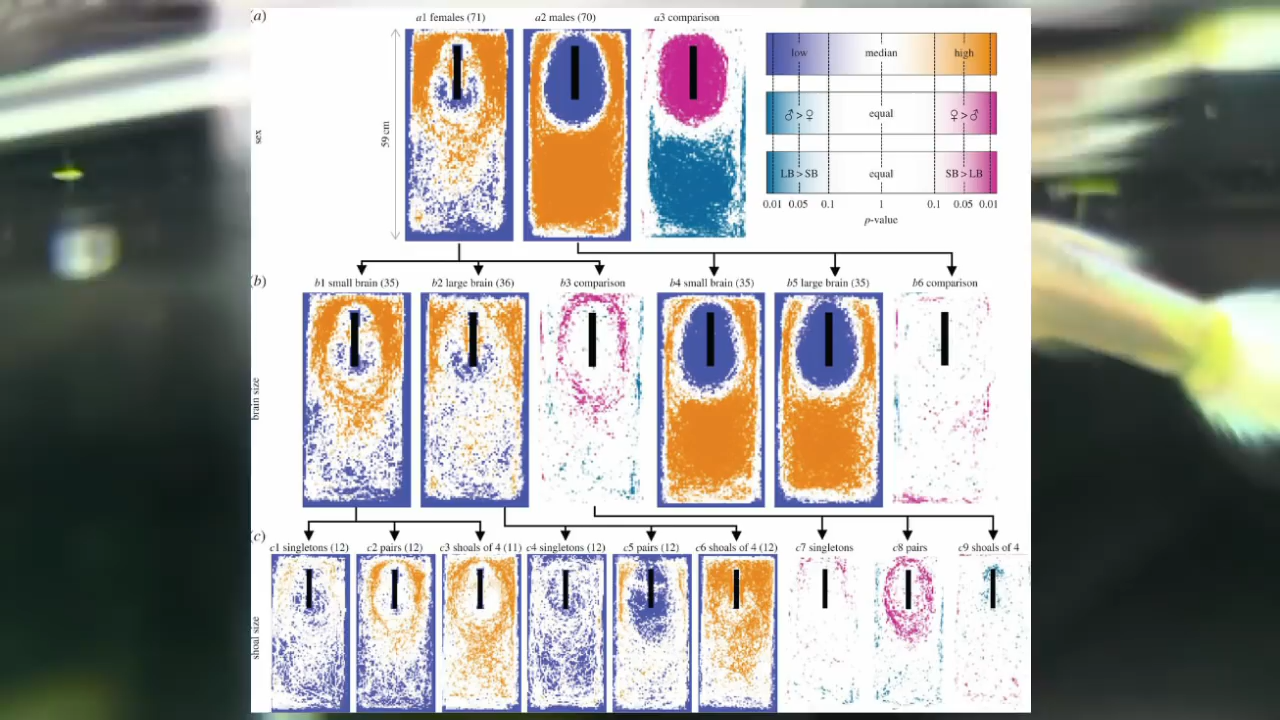 (a)
a1 females (71) a2 males (70) a3 comparison
59 cm
sex
low median high
♂ > ♀ equal ♀ > ♂
LB > SB equal SB > LB
0.01 0.05 0.1 1 0.1 0.05 0.01
p-value
(b)
b1 small brain (35) b2 large brain (36) b3 comparison b4 small brain (35) b5 large brain (35) b6 comparison
brain size
(c)
c1 singletons (12) c2 pairs (12) c3 shoals of 4 (11) c4 singletons (12) c5 pairs (12) c6 shoals of 4 (12) c7 singletons c8 pairs c9 shoals of 4
shoal size